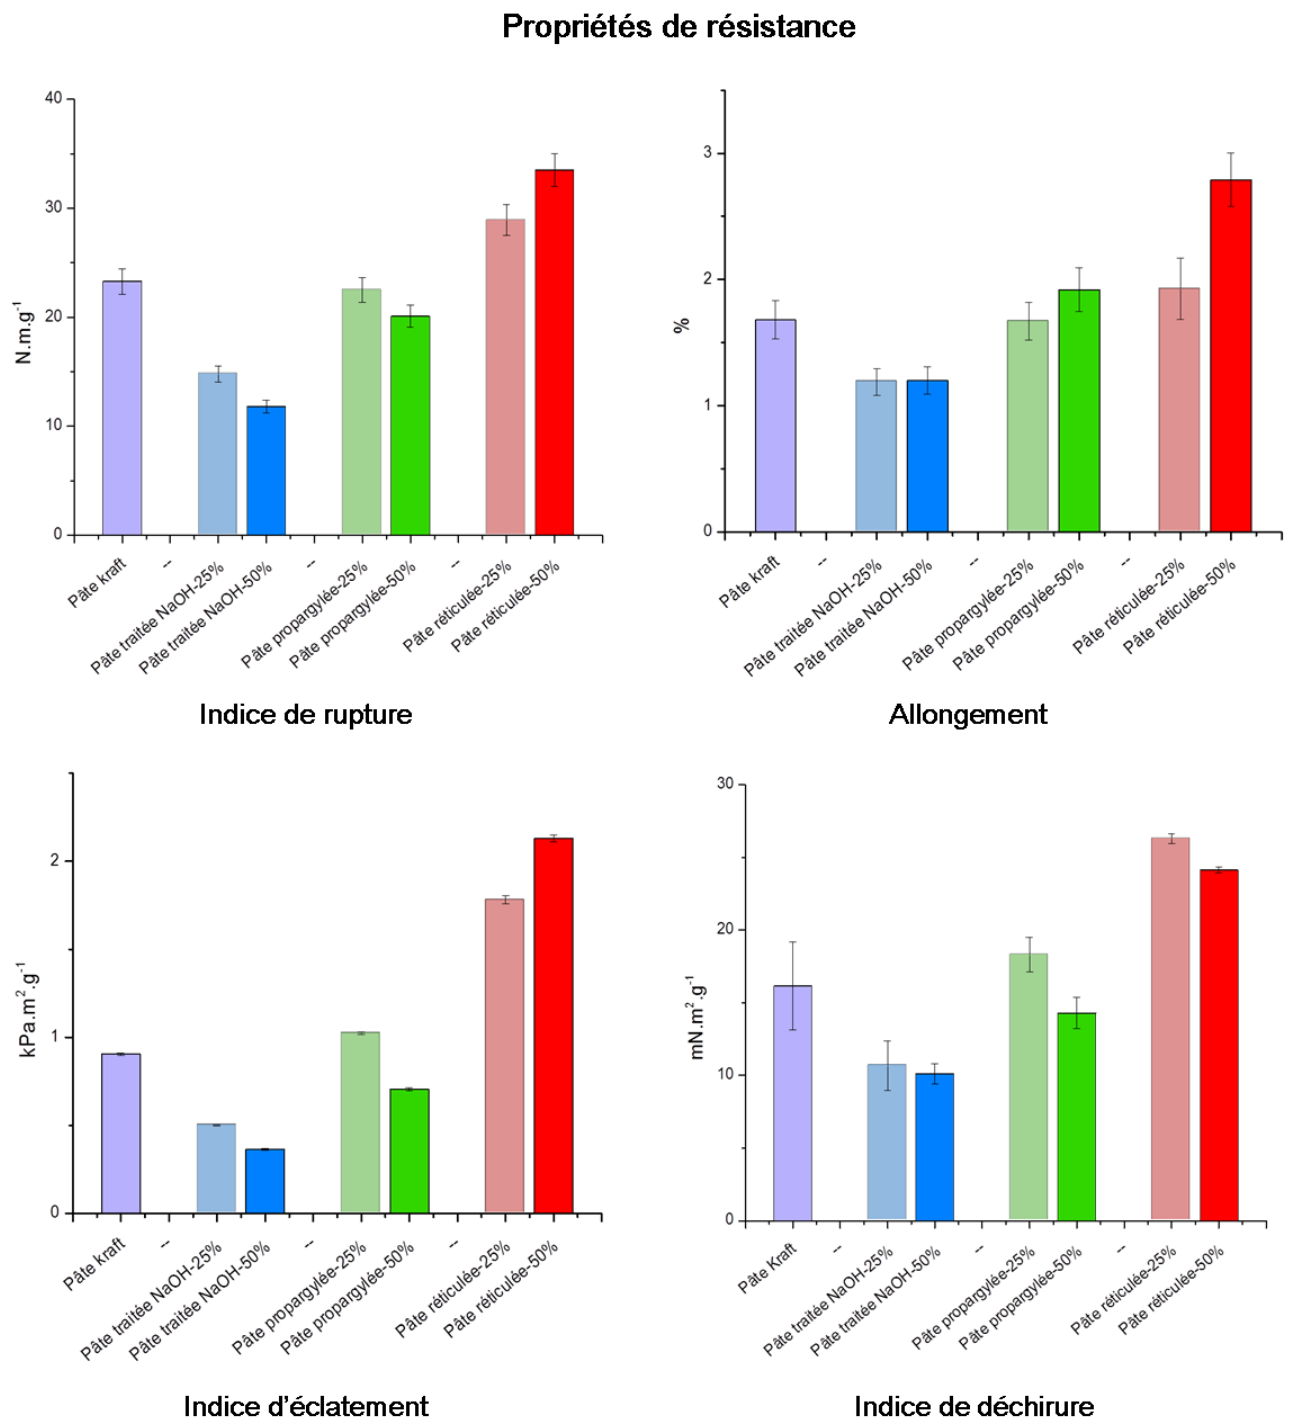 Propriétés de résistance
40
30
20
10
0
N.m.g-1
Pâte kraft
--
Pâte traitée NaOH-25%
Pâte traitée NaOH-50%
--
Pâte propargylée-25%
Pâte propargylée-50%
--
Pâte réticulée-25%
Pâte réticulée-50%
Indice de rupture
3
2
1
0
%
Pâte kraft
--
Pâte traitée NaOH-25%
Pâte traitée NaOH-50%
--
Pâte propargylée-25%
Pâte propargylée-50%
--
Pâte réticulée-25%
Pâte réticulée-50%
Allongement
2
1
0
kPa.m².g-1
Pâte kraft
--
Pâte traitée NaOH-25%
Pâte traitée NaOH-50%
--
Pâte propargylée-25%
Pâte propargylée-50%
--
Pâte réticulée-25%
Pâte réticulée-50%
Indice d'éclatement
30
20
10
0
mN.m².g-1
Pâte Kraft
--
Pâte traitée NaOH-25%
Pâte traitée NaOH-50%
--
Pâte propargylée-25%
Pâte propargylée-50%
--
Pâte réticulée-25%
Pâte réticulée-50%
Indice de déchirure